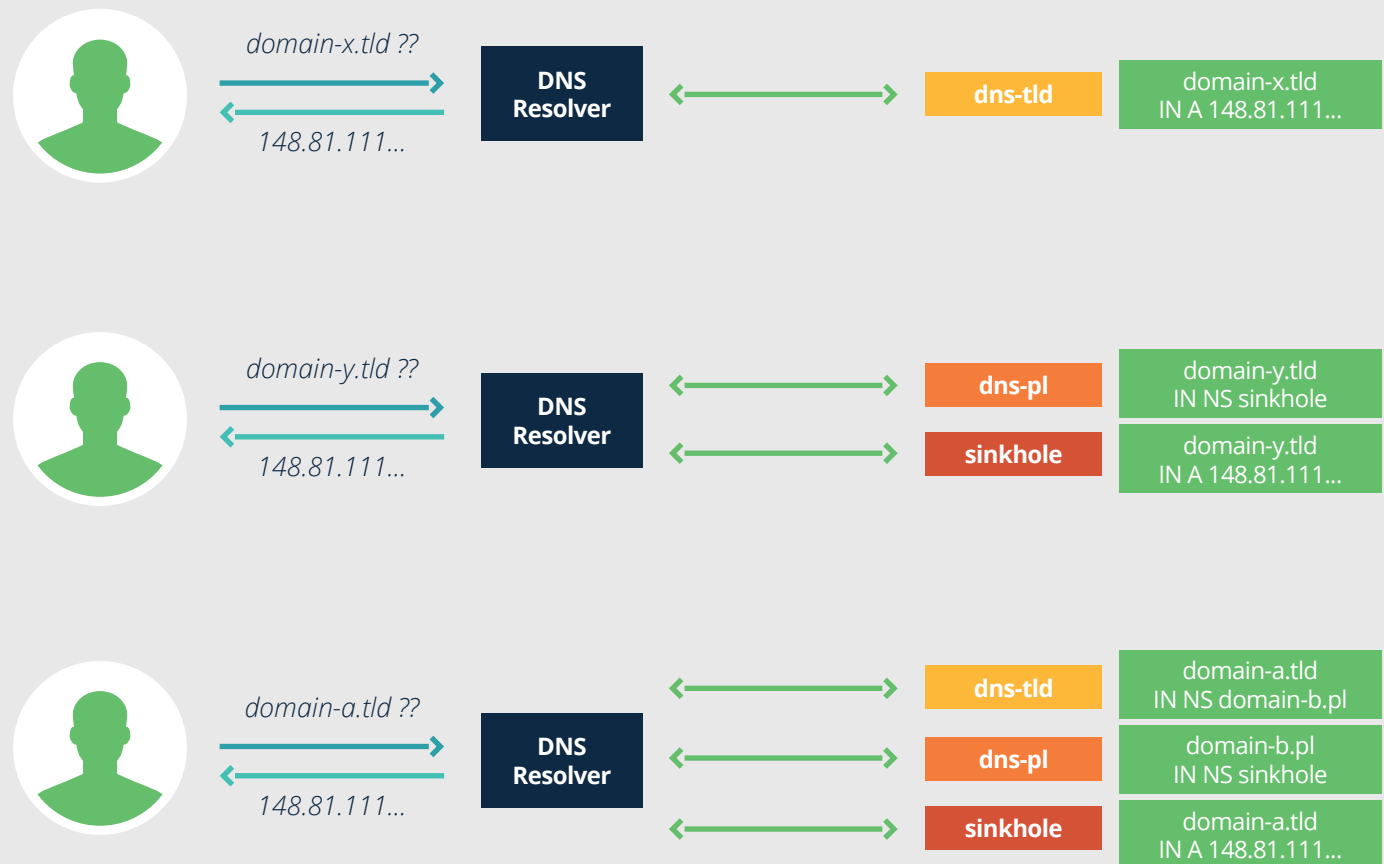 domain-x.tld ??
148.81.111...
DNS
Resolver
dns-tld
domain-x.tld
IN A 148.81.111...
domain-y.tld ??
148.81.111...
DNS
Resolver
dns-pl
domain-y.tld
IN NS sinkhole
sinkhole
domain-y.tld
IN A 148.81.111...
domain-a.tld ??
148.81.111...
DNS
Resolver
dns-tld
domain-a.tld
IN NS domain-b.pl
dns-pl
domain-b.pl
IN NS sinkhole
sinkhole
domain-a.tld
IN A 148.81.111...